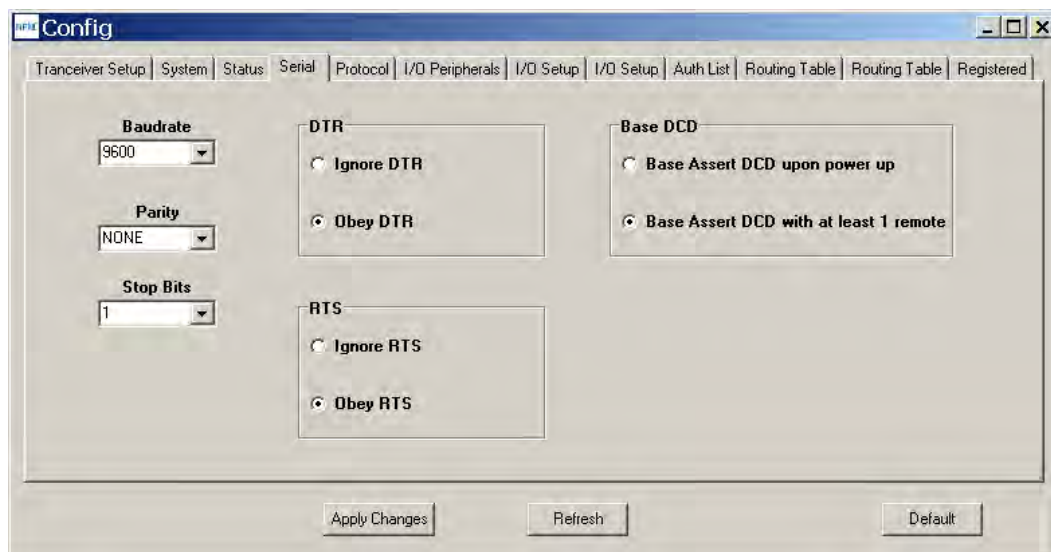 Config
Tranceiver Setup System Status Serial Protocol I/O Peripherals I/O Setup I/O Setup Auth List Routing Table Routing Table Registered
Baudrate
9600
Parity
NONE
Stop Bits
1
DTR
Ignore DTR
Obey DTR
RTS
Ignore RTS
Obey RTS
Base DCD
Base Assert DCD upon power up
Base Assert DCD with at least 1 remote
Apply Changes Refresh Default